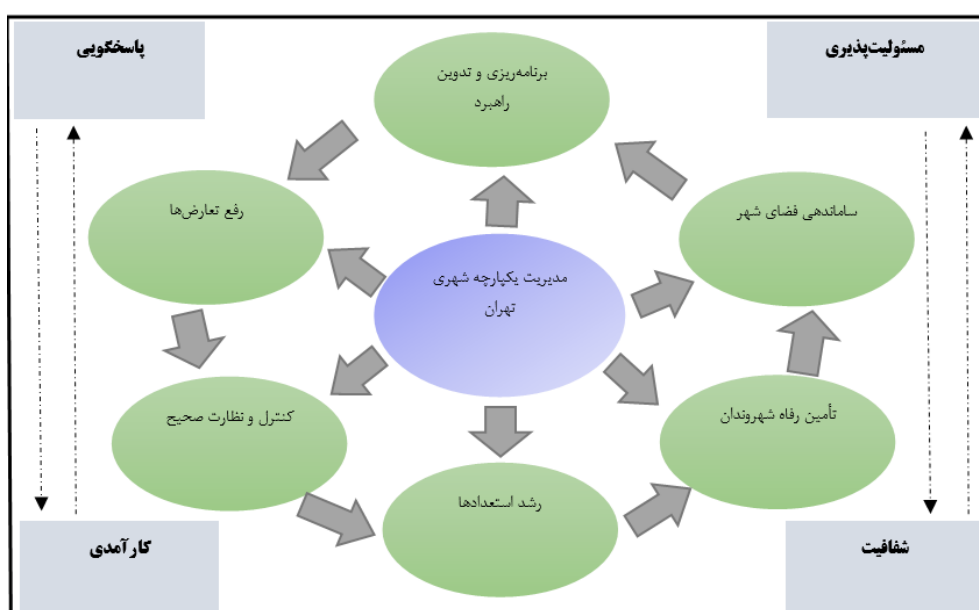 مسئولیت‌پذیری
پاسخگویی
برنامه‌ریزی و تدوین
راهبرد
ساماندهی فضای شهر
رفع تعارض‌ها
مدیریت یکپارچه شهری
تهران
تأمین رفاه شهروندان
کنترل و نظارت صحیح
رشد استعدادها
شفافیت
کارآمدی